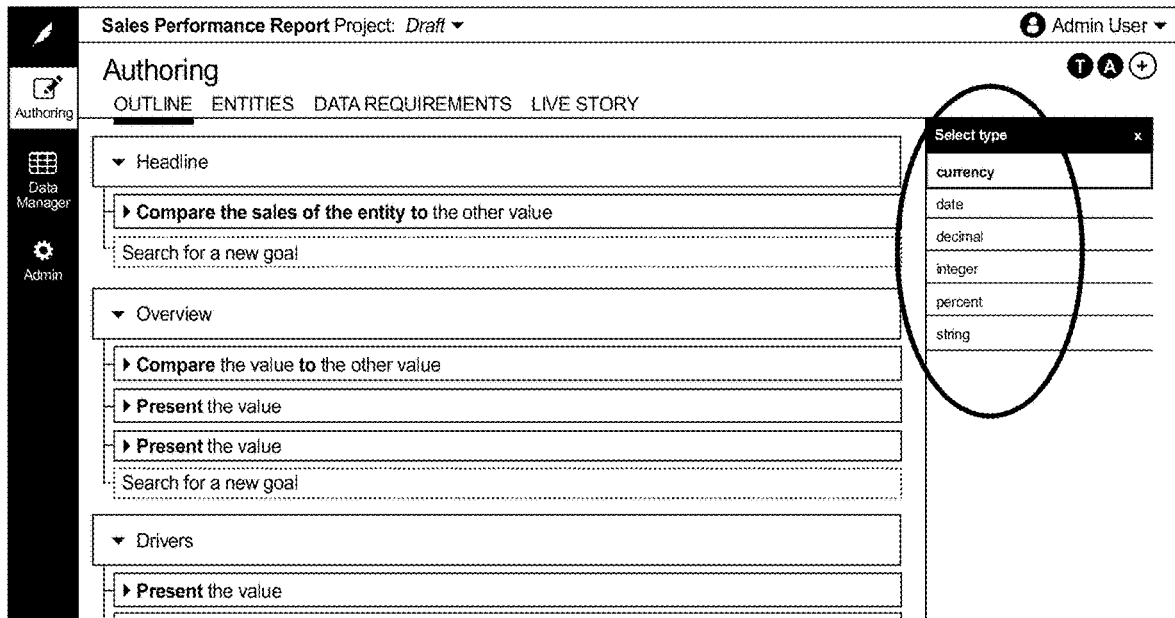 Sales Performance Report Project: Draft
Admin User
Authoring
T A +
OUTLINE ENTITIES DATA REQUIREMENTS LIVE STORY
Authoring
Data
Manager
Admin
Headline
Compare the sales of the entity to the other value
Search for a new goal
Overview
Compare the value to the other value
Present the value
Present the value
Search for a new goal
Drivers
Present the value
Select type x
currency
date
decimal
integer
percent
string